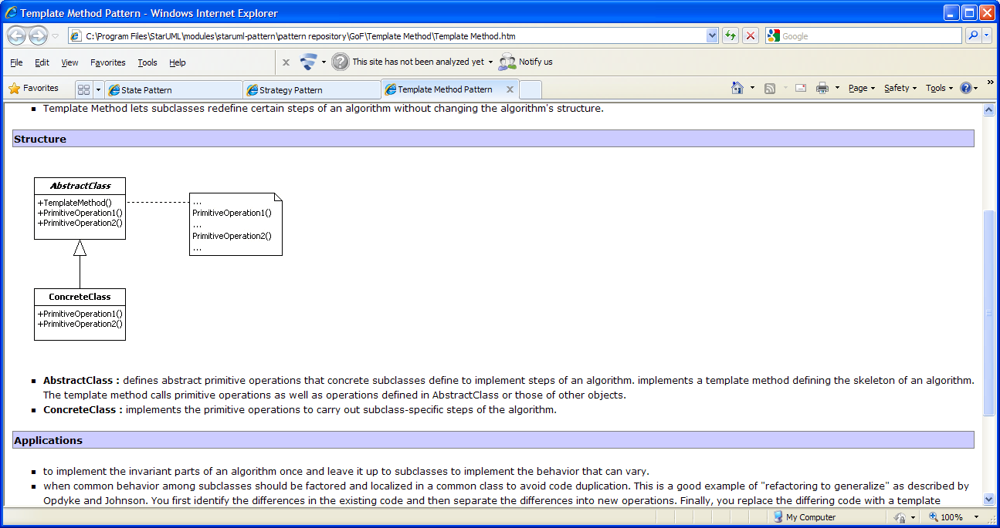 Template Method Pattern - Windows Internet Explorer
C:\Program Files\StarUML\modules\staruml-pattern\pattern repository\GoF\Template Method\Template Method.htm
Google
File Edit View Favorites Tools Help
This site has not been analyzed yet
Notify us
Favorites
State Pattern
Strategy Pattern
Template Method Pattern
Page Safety Tools
Template Method lets subclasses redefine certain steps of an algorithm without changing the algorithm's structure.
Structure
AbstractClass
+TemplateMethod()
+PrimitiveOperation1()
+PrimitiveOperation2()
...
PrimitiveOperation1()
...
PrimitiveOperation2()
...
ConcreteClass
+PrimitiveOperation1()
+PrimitiveOperation2()
AbstractClass : defines abstract primitive operations that concrete subclasses define to implement steps of an algorithm. implements a template method defining the skeleton of an algorithm.
The template method calls primitive operations as well as operations defined in AbstractClass or those of other objects.
ConcreteClass : implements the primitive operations to carry out subclass-specific steps of the algorithm.
Applications
to implement the invariant parts of an algorithm once and leave it up to subclasses to implement the behavior that can vary.
when common behavior among subclasses should be factored and localized in a common class to avoid code duplication. This is a good example of "refactoring to generalize" as described by
Opdyke and Johnson. You first identify the differences in the existing code and then separate the differences into new operations. Finally, you replace the differing code with a template
My Computer
100%